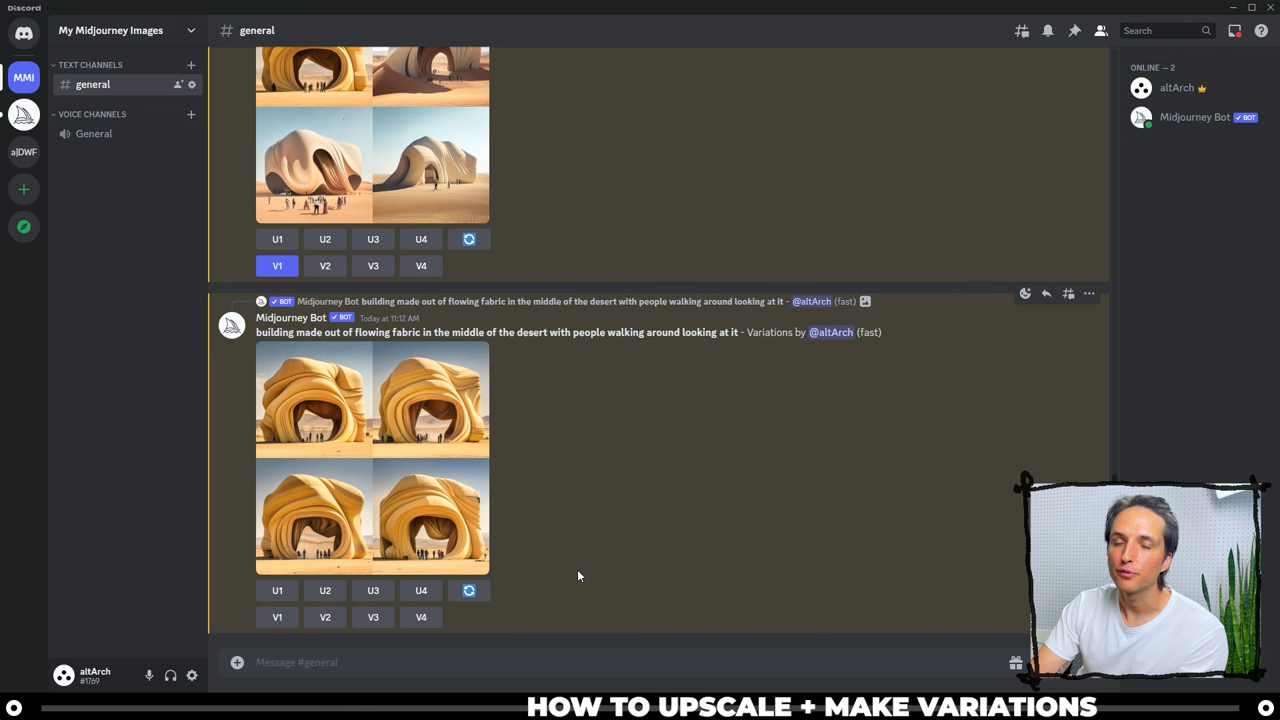 Discord
My Midjourney Images
general
Search
TEXT CHANNELS
general
VOICE CHANNELS
General
MMI
a|DWF
U1 U2 U3 U4
V1 V2 V3 V4
BOT Midjourney Bot building made out of flowing fabric in the middle of the desert with people walking around looking at it - @altArch (fast)
Midjourney Bot BOT Today at 11:12 AM
building made out of flowing fabric in the middle of the desert with people walking around looking at it - Variations by @altArch (fast)
U1 U2 U3 U4
V1 V2 V3 V4
Message #general
altArch
#1769
ONLINE — 2
altArch
Midjourney Bot BOT
HOW TO UPSCALE + MAKE VARIATIONS